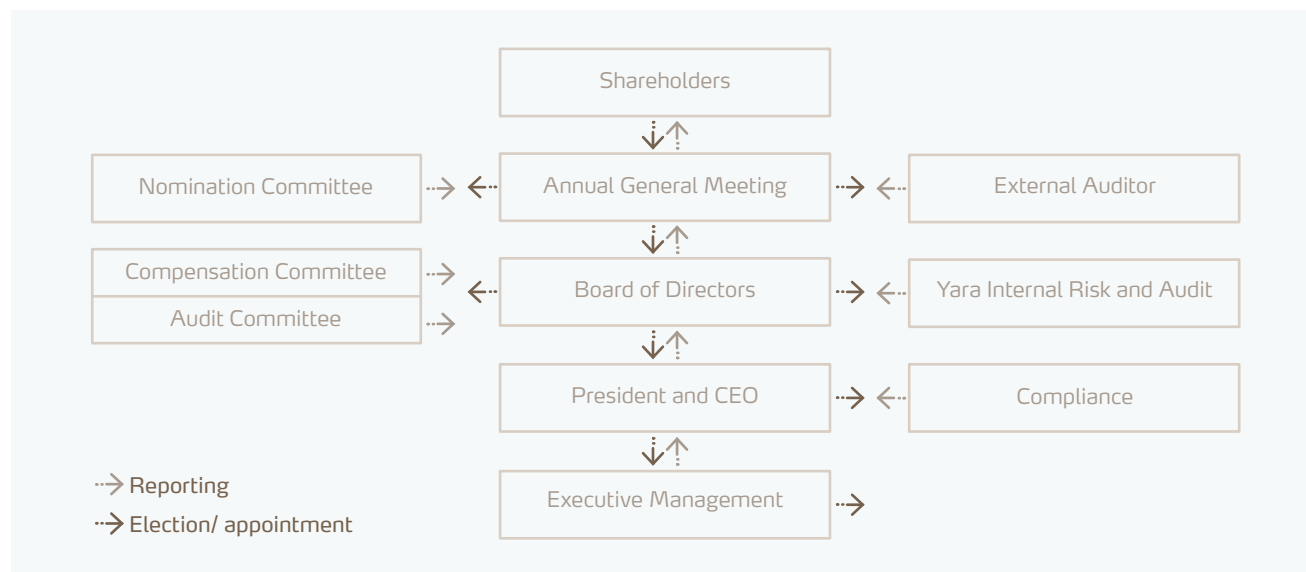 Shareholders
Nomination Committee
Annual General Meeting
External Auditor
Compensation Committee
Audit Committee
Board of Directors
Yara Internal Risk and Audit
President and CEO
Compliance
Executive Management
Reporting
Election/ appointment